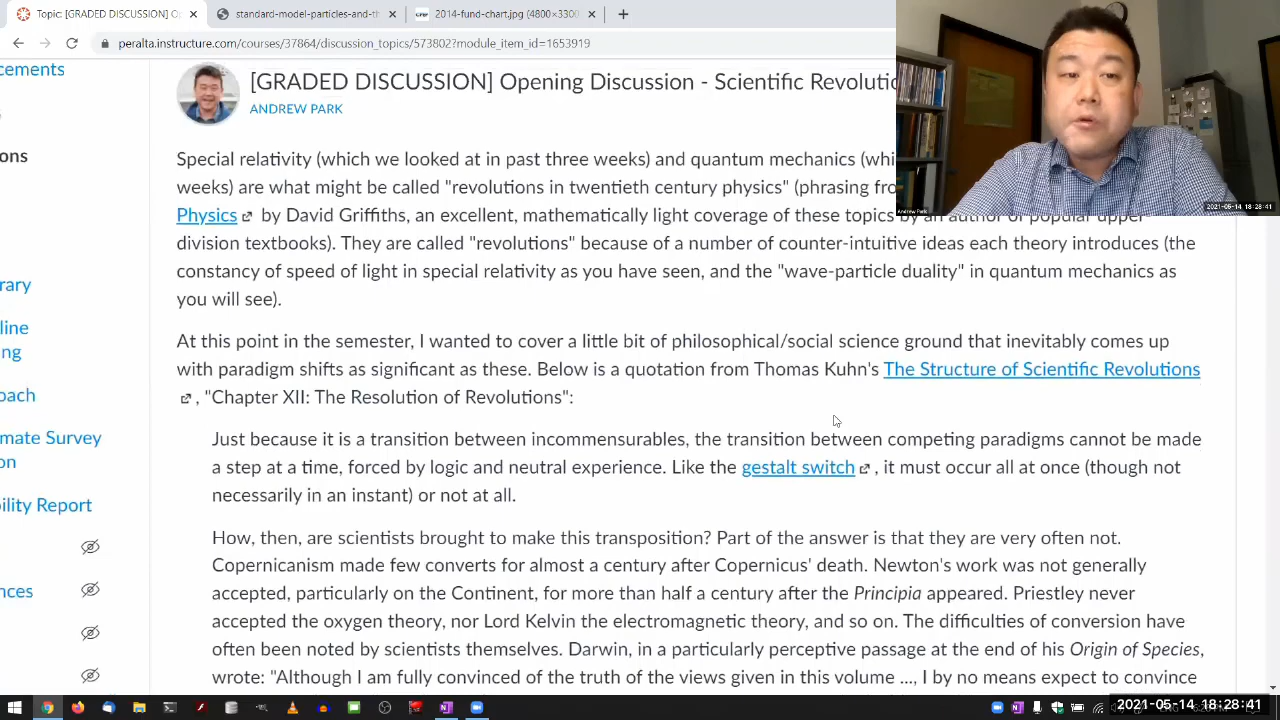 Topic: [GRADED DISCUSSION] O
special-relativity-parties-and-th
2014-fund-chart.jpg (4800×3300
peralta.instructure.com/courses/37864/discussion_topics/573802?module_item_id=1653919
cements
ons
rary
line
ng
oach
mate Survey
on
bility Report
nces
[GRADED DISCUSSION] Opening Discussion - Scientific Revolutio
ANDREW PARK
Special relativity (which we looked at in past three weeks) and quantum mechanics (whi
weeks) are what might be called "revolutions in twentieth century physics" (phrasing fro
Physics by David Griffiths, an excellent, mathematically light coverage of these topics by an author of popular upper-
division textbooks). They are called "revolutions" because of a number of counter-intuitive ideas each theory introduces (the
constancy of speed of light in special relativity as you have seen, and the "wave-particle duality" in quantum mechanics as
you will see).
At this point in the semester, I wanted to cover a little bit of philosophical/social science ground that inevitably comes up
with paradigm shifts as significant as these. Below is a quotation from Thomas Kuhn's The Structure of Scientific Revolutions
, "Chapter XII: The Resolution of Revolutions":
Just because it is a transition between incommensurables, the transition between competing paradigms cannot be made
a step at a time, forced by logic and neutral experience. Like the gestalt switch , it must occur all at once (though not
necessarily in an instant) or not at all.
How, then, are scientists brought to make this transposition? Part of the answer is that they are very often not.
Copernicanism made few converts for almost a century after Copernicus' death. Newton's work was not generally
accepted, particularly on the Continent, for more than half a century after the Principia appeared. Priestley never
accepted the oxygen theory, nor Lord Kelvin the electromagnetic theory, and so on. The difficulties of conversion have
often been noted by scientists themselves. Darwin, in a particularly perceptive passage at the end of his Origin of Species,
wrote: "Although I am fully convinced of the truth of the views given in this volume ..., I by no means expect to convince
Andrew Park
2021-05-14 18:28:41
2021-05-14 18:28:41